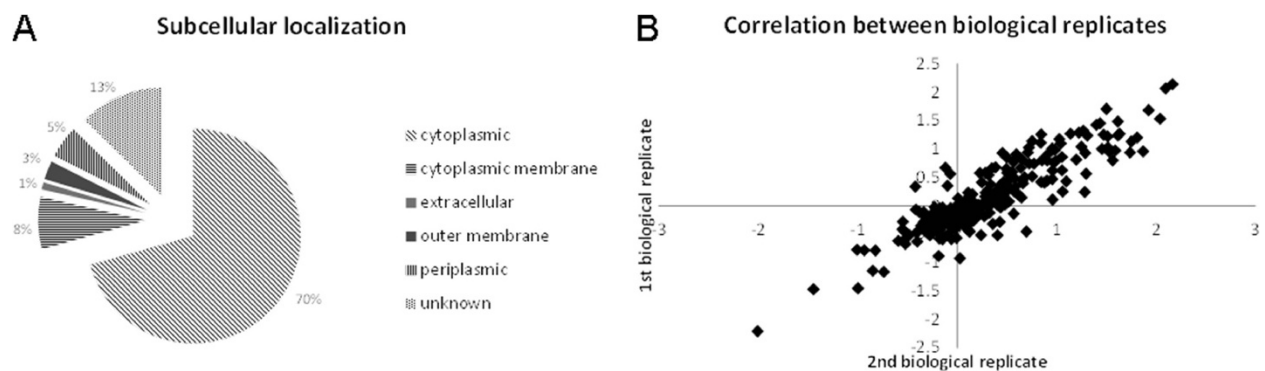 A
Subcellular localization
13%
5%
3%
1%
8%
70%
cytoplasmic
cytoplasmic membrane
extracellular
outer membrane
periplasmic
unknown
B
Correlation between biological replicates
1st biological replicate
2.5
2
1.5
1
0.5
-3 -2 -1 1 2 3
-1
-1.5
-2
-2.5
2nd biological replicate